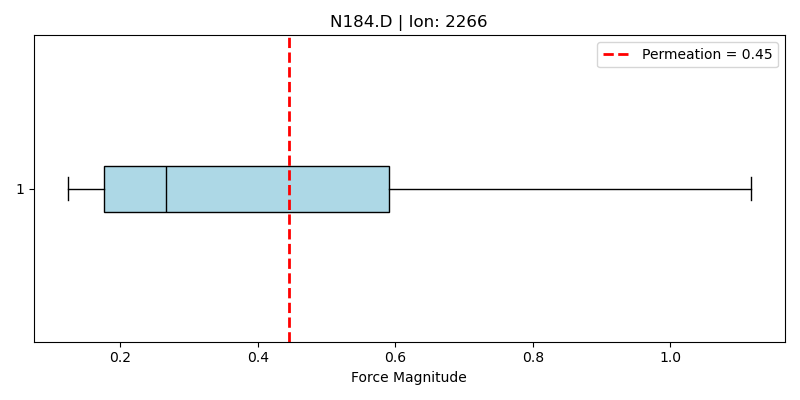 N184.D | Ion: 2266
Permeation = 0.45
1
0.2 0.4 0.6 0.8 1.0
Force Magnitude